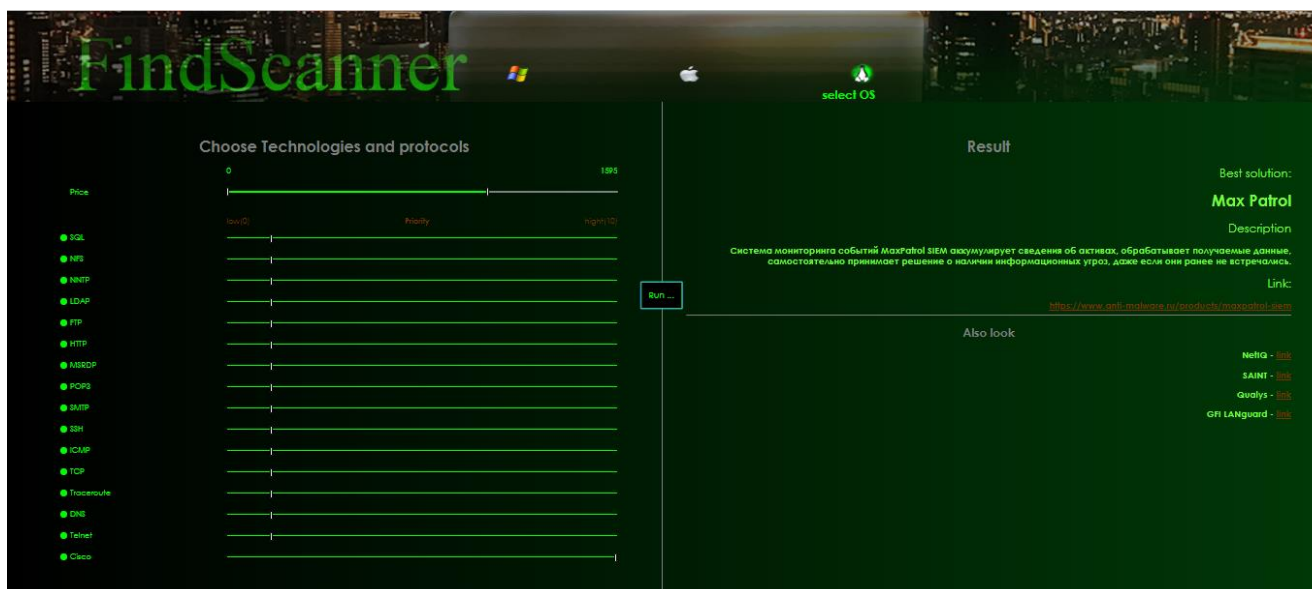 FindScanner
select OS
Choose Technologies and protocols
0 1595
Price
low(0) Priority hight(10)
SQL
NFS
NNTP
LDAP
FTP
HTTP
MSRDP
POP3
SMTP
SSH
ICMP
TCP
Traceroute
DNS
Telnet
Cisco
Run ...
Result
Best solution:
Max Patrol
Description
Система мониторинга событий MaxPatrol SIEM аккумулирует сведения об активах, обрабатывает получаемые данные,
самостоятельно принимает решение о наличии информационных угроз, даже если они ранее не встречались.
Link:
https://www.anti-malware.ru/products/maxpatrol-siem
Also look
NetIQ - link
SAINT - link
Qualys - link
GFI LANguard - link